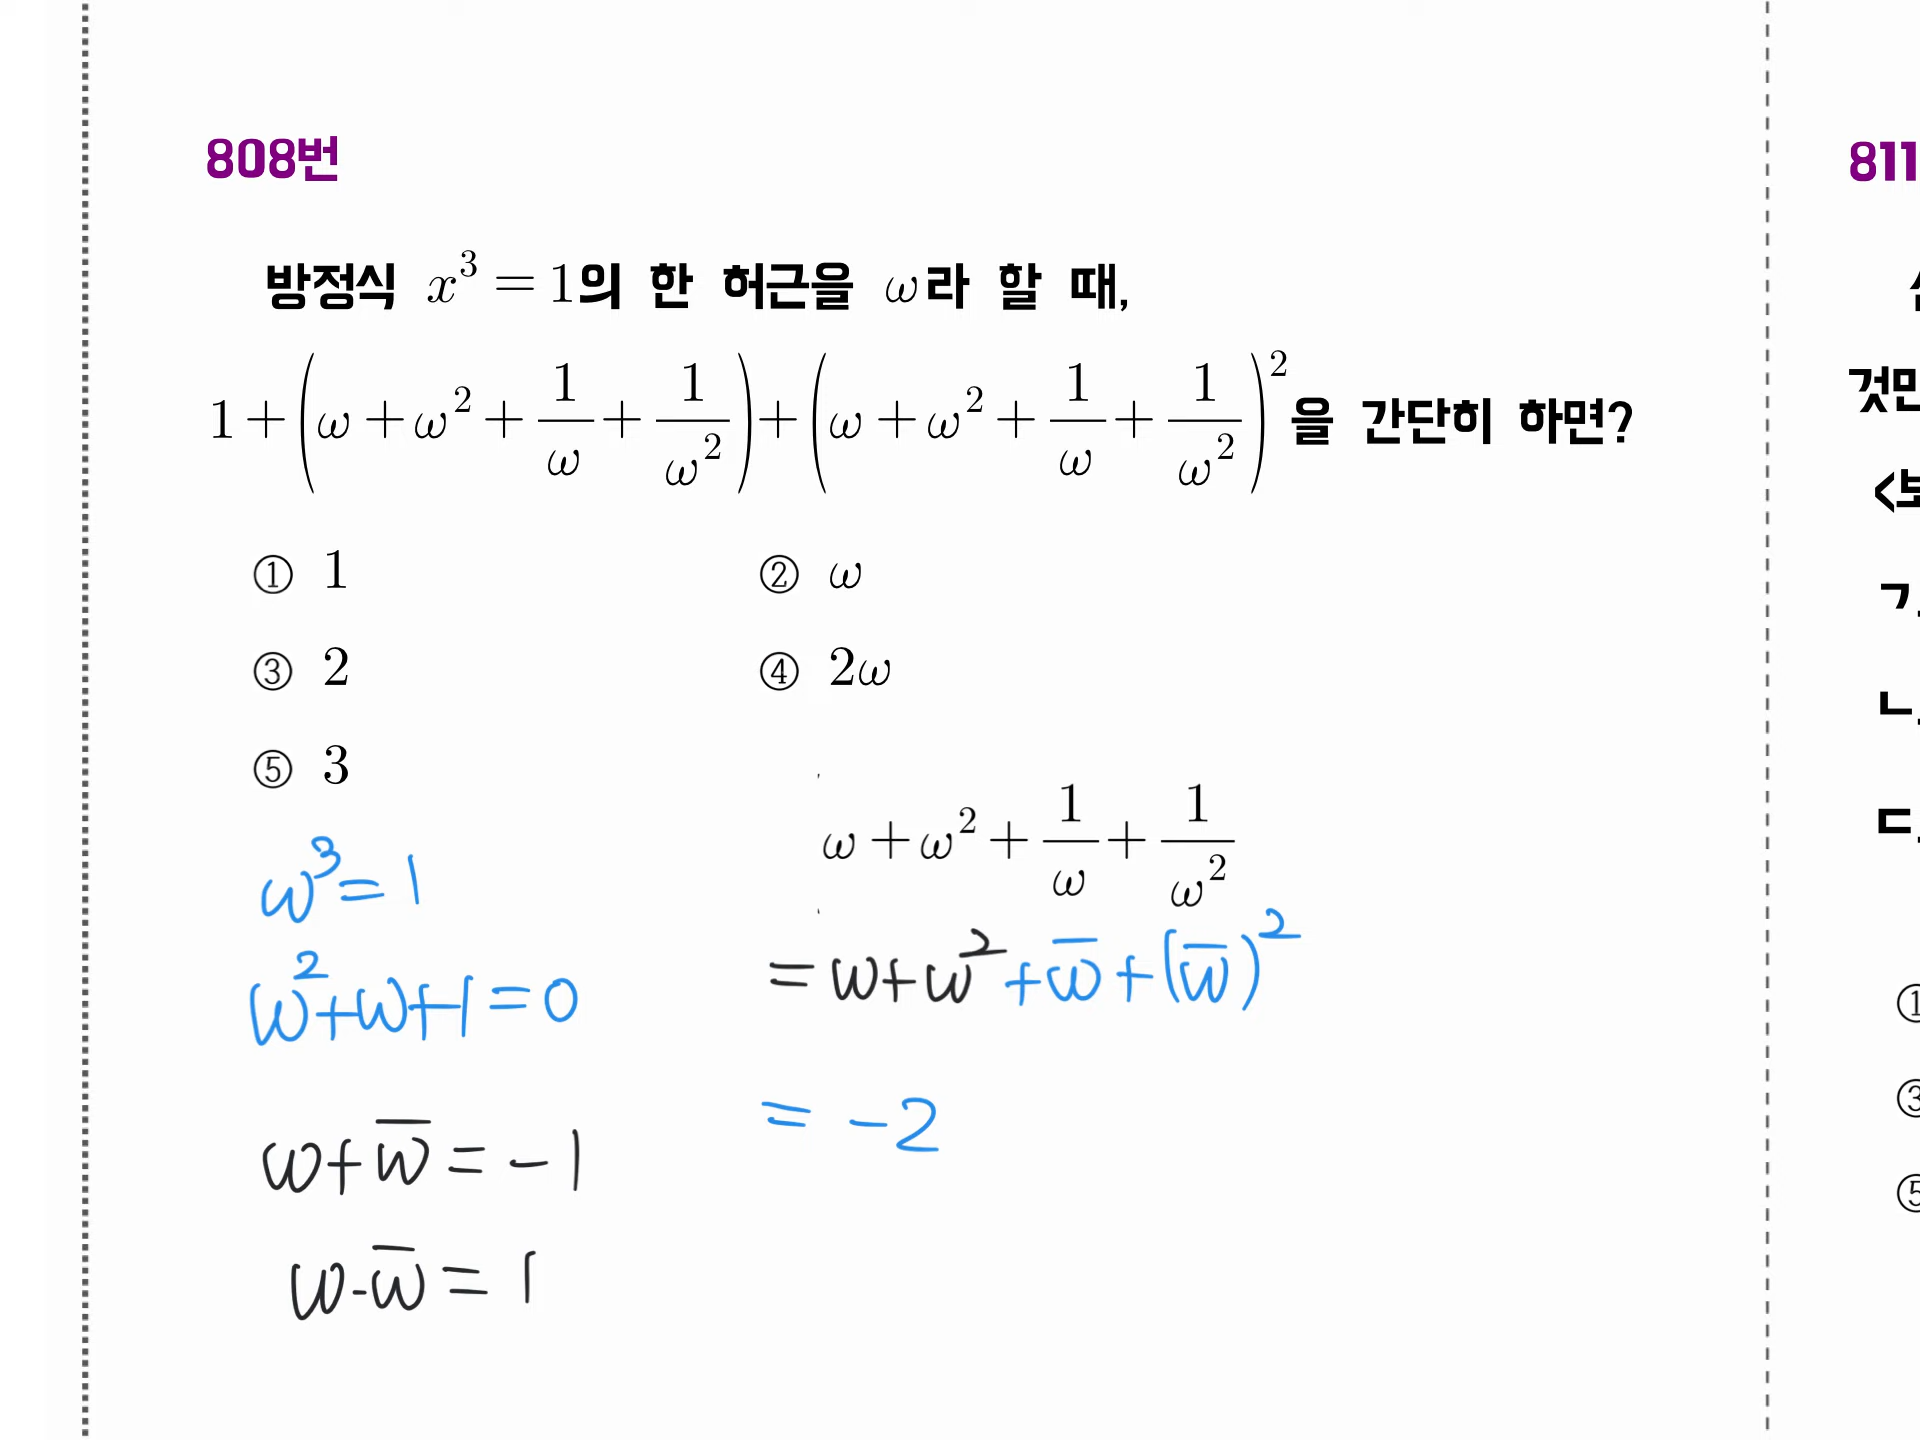 808번
방정식 x³ = 1의 한 허근을 ω라 할 때,
1 + (ω + ω² + 1/ω + 1/ω²) + (ω + ω² + 1/ω + 1/ω²)² 을 간단히 하면?
① 1 ② ω
③ 2 ④ 2ω
⑤ 3
ω³ = 1
ω² + ω + 1 = 0
ω + ω̅ = -1
ω·ω̅ = 1
ω + ω² + 1/ω + 1/ω²
= ω + ω² + ω̅ + (ω̅)²
= -2
811
것만
ㄱ.
ㄴ.
ㄷ.
①
③
⑤